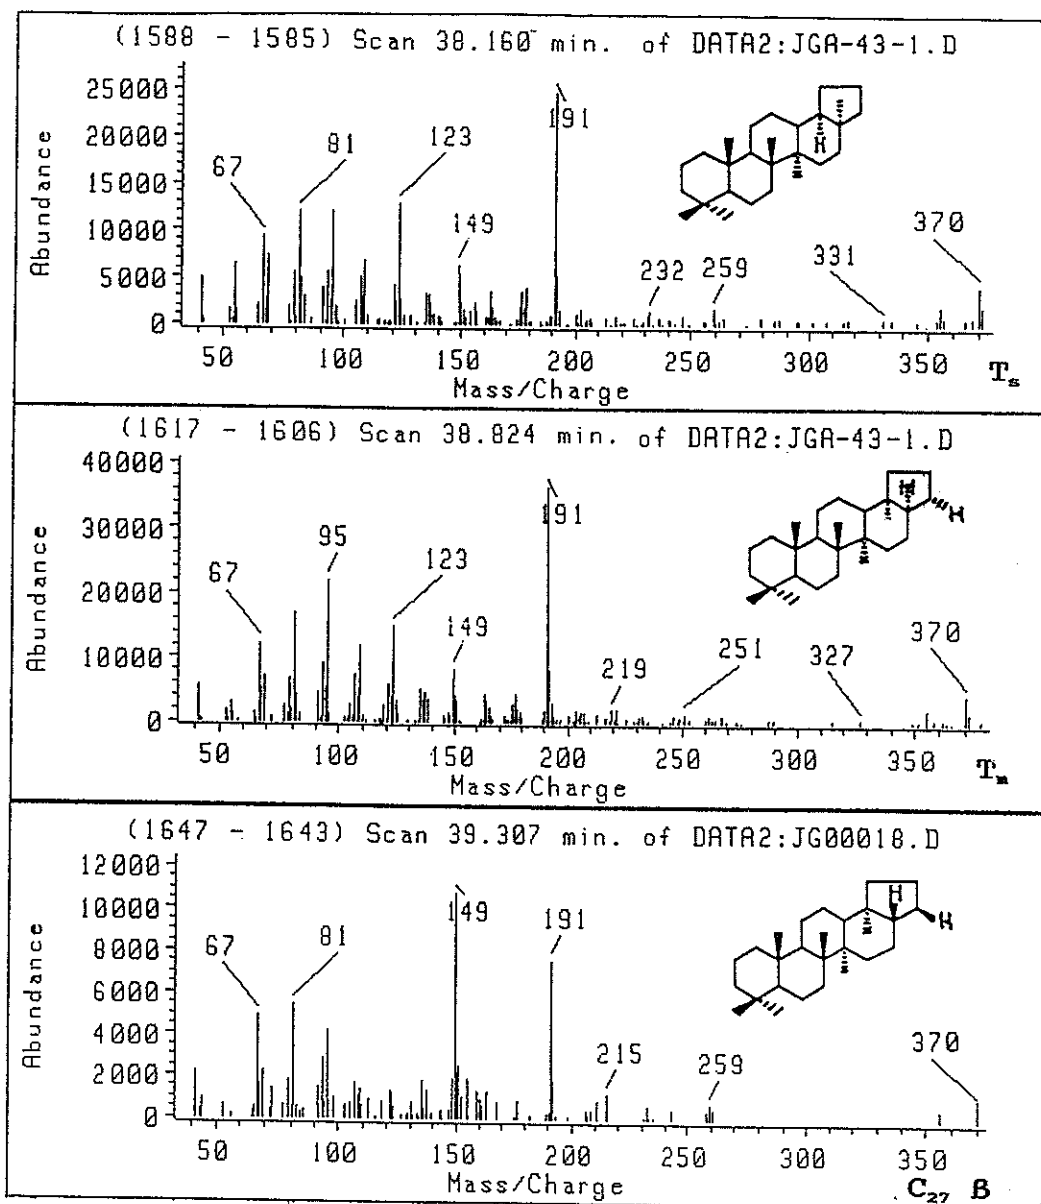 (1588 - 1585) Scan 38.160 min. of DATA2:JGA-43-1.D
25000
20000
15000
10000
5000
0
Abundance
67
81
123
149
191
232
259
331
370
H
50 100 150 200 250 300 350
Mass/Charge
Ts
(1617 - 1606) Scan 38.824 min. of DATA2:JGA-43-1.D
40000
30000
20000
10000
0
Abundance
67
95
123
149
191
219
251
327
370
H
H
50 100 150 200 250 300 350
Mass/Charge
Tm
(1647 - 1643) Scan 39.307 min. of DATA2:JG00018.D
12000
10000
8000
6000
4000
2000
0
Abundance
67
81
149
191
215
259
370
H
H
50 100 150 200 250 300 350
Mass/Charge
C27 β